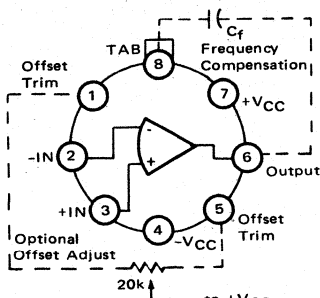 TAB
Cf
Frequency
Compensation
8
Offset
Trim
1
7
+VCC
-
2
-IN
6
Output
+
3
+IN
5
4
-VCC
Offset
Trim
Optional
Offset Adjust
20k